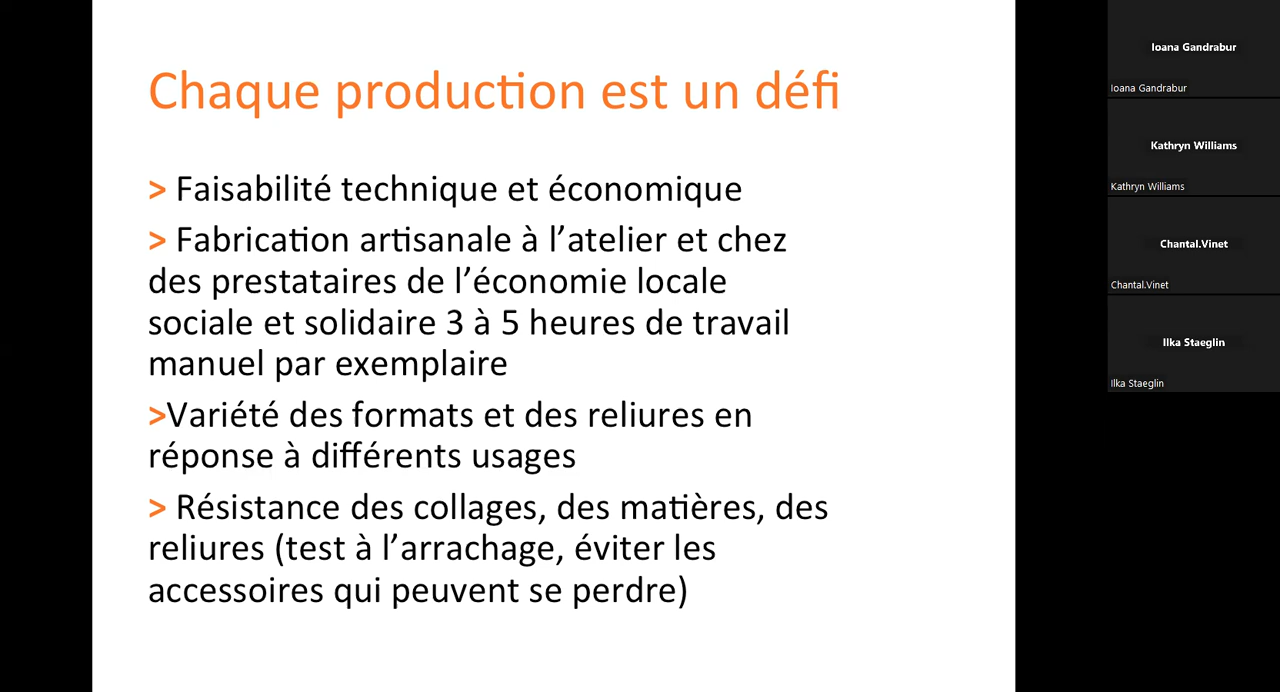 Chaque production est un défi
> Faisabilité technique et économique
> Fabrication artisanale à l’atelier et chez
des prestataires de l’économie locale
sociale et solidaire 3 à 5 heures de travail
manuel par exemplaire
>Variété des formats et des reliures en
réponse à différents usages
> Résistance des collages, des matières, des
reliures (test à l’arrachage, éviter les
accessoires qui peuvent se perdre)
Ioana Gandrabur
Ioana Gandrabur
Kathryn Williams
Kathryn Williams
Chantal.Vinet
Chantal.Vinet
Ilka Staeglin
Ilka Staeglin